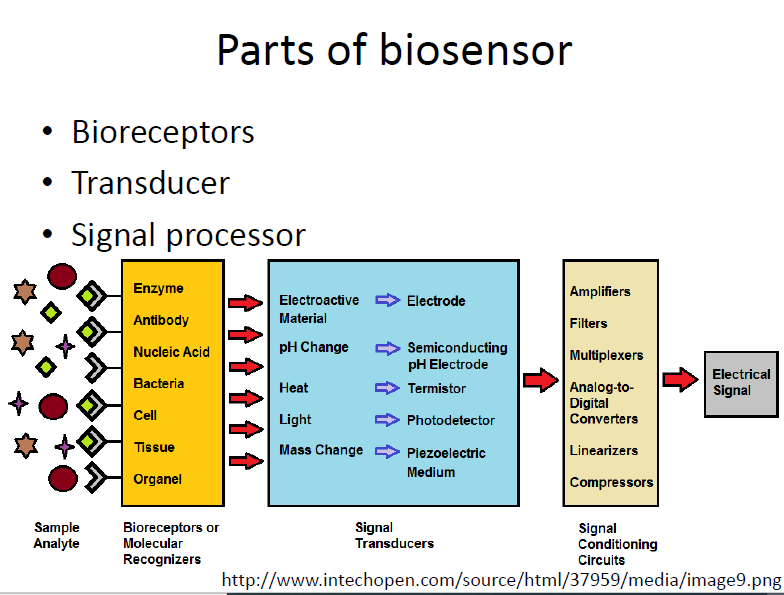 Parts of biosensor
• Bioreceptors
• Transducer
• Signal processor
Enzyme
Antibody
Nucleic Acid
Bacteria
Cell
Tissue
Organel
Electroactive
Material
Electrode
pH Change
Semiconducting
pH Electrode
Heat
Termistor
Light
Photodetector
Mass Change
Piezoelectric
Medium
Amplifiers
Filters
Multiplexers
Analog-to-
Digital
Converters
Linearizers
Compressors
Electrical
Signal
Sample
Analyte
Bioreceptors or
Molecular
Recognizers
Signal
Transducers
Signal
Conditioning
Circuits
http://www.intechopen.com/source/html/37959/media/image9.png